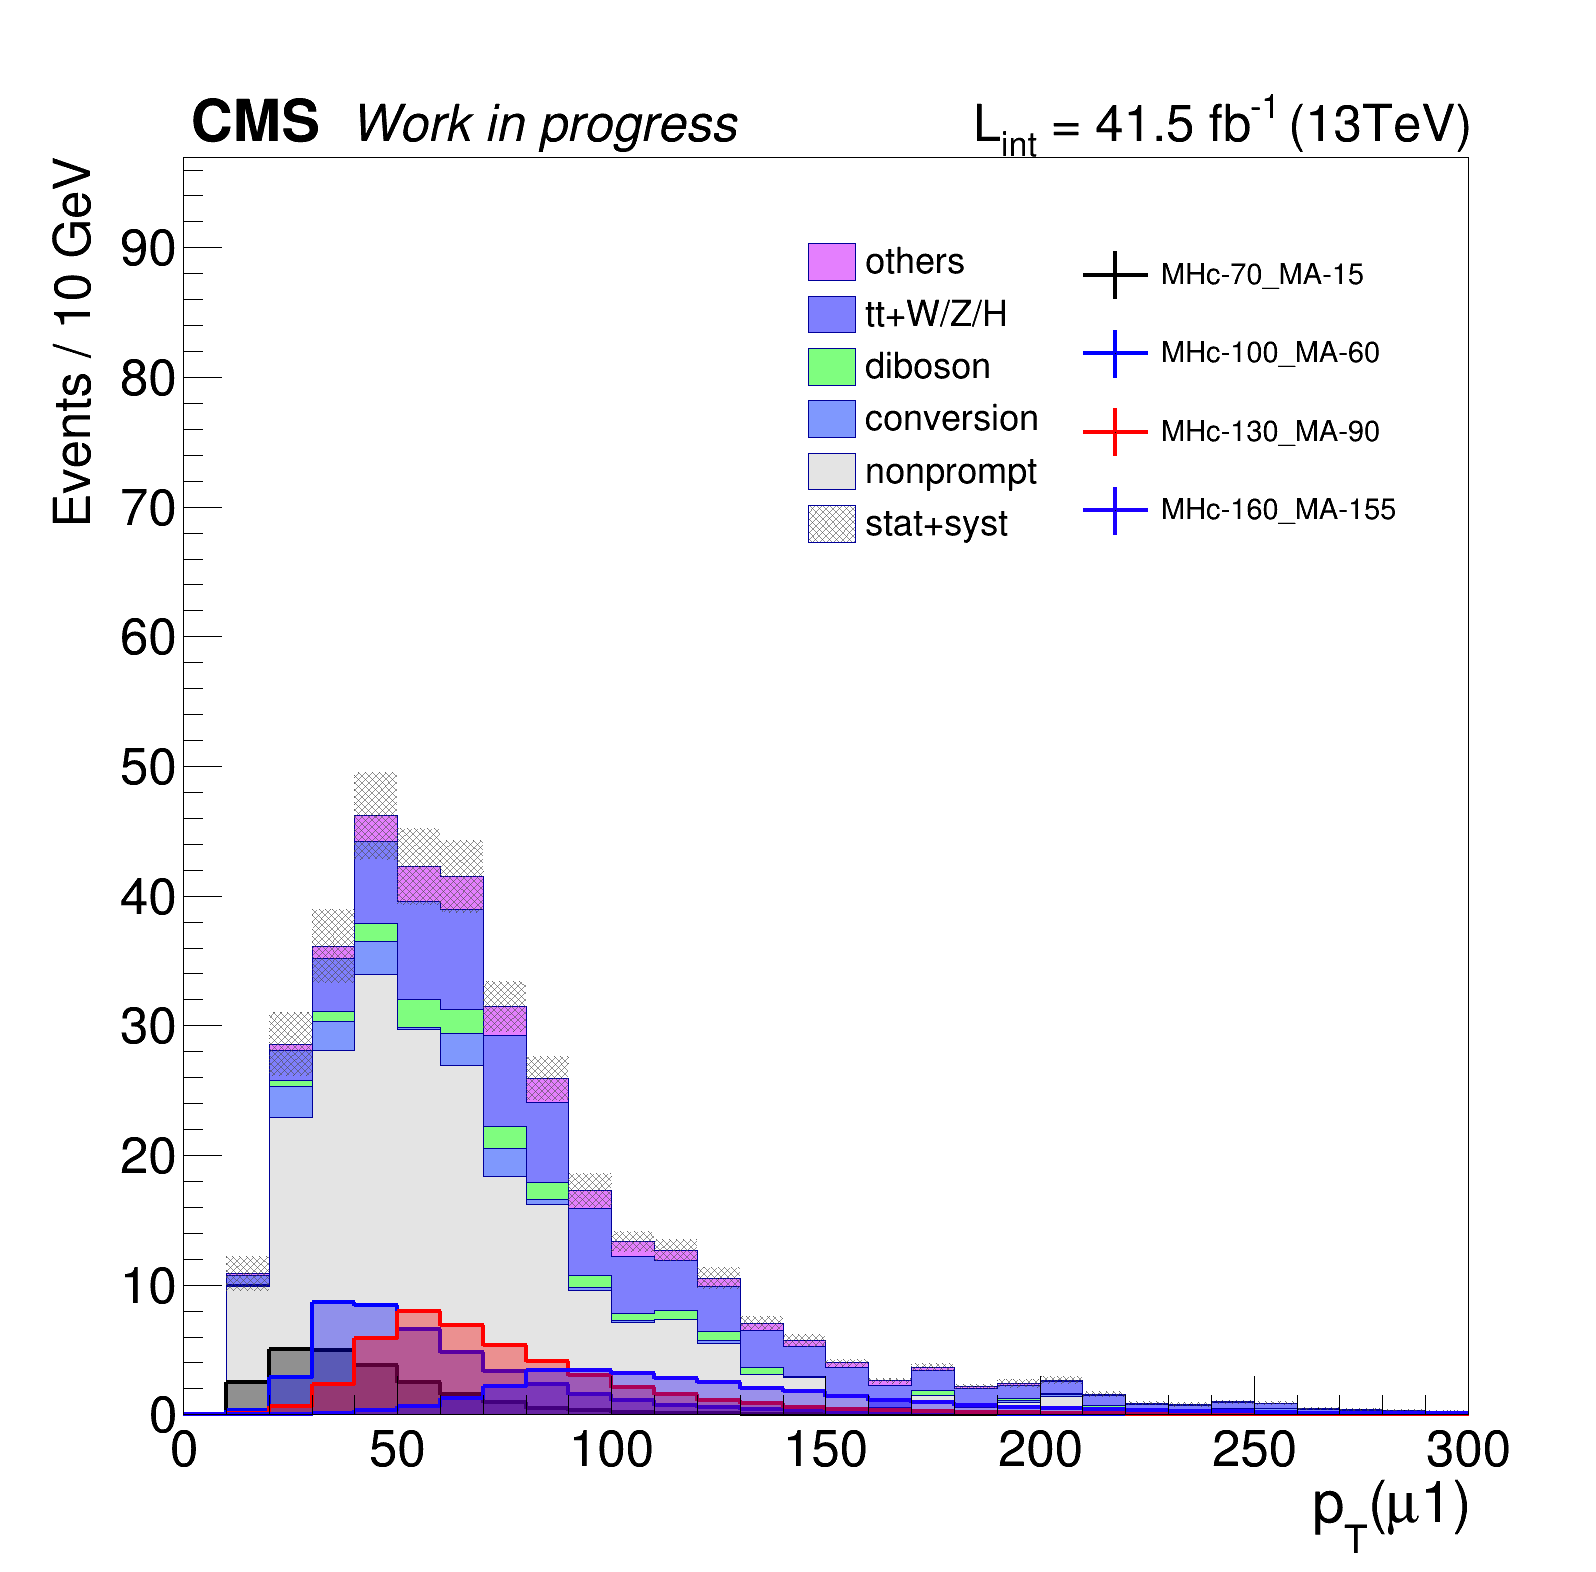 CMS Work in progress
L_int = 41.5 fb^-1 (13TeV)
Events / 10 GeV
90
80
70
60
50
40
30
20
10
0
others
tt+W/Z/H
diboson
conversion
nonprompt
stat+syst
MHc-70_MA-15
MHc-100_MA-60
MHc-130_MA-90
MHc-160_MA-155
0 50 100 150 200 250 300
p_T(μ1)